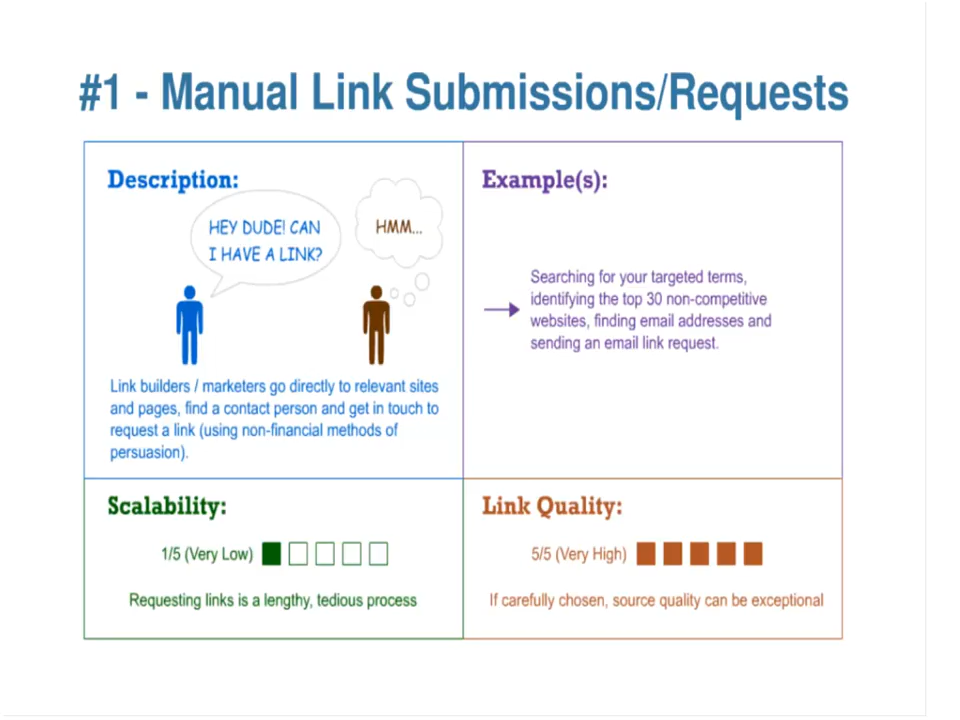 #1 - Manual Link Submissions/Requests
Description:
HEY DUDE! CAN
I HAVE A LINK?
HMM...
Link builders / marketers go directly to relevant sites
and pages, find a contact person and get in touch to
request a link (using non-financial methods of
persuasion).
Example(s):
Searching for your targeted terms,
identifying the top 30 non-competitive
websites, finding email addresses and
sending an email link request.
Scalability:
1/5 (Very Low)
Requesting links is a lengthy, tedious process
Link Quality:
5/5 (Very High)
If carefully chosen, source quality can be exceptional